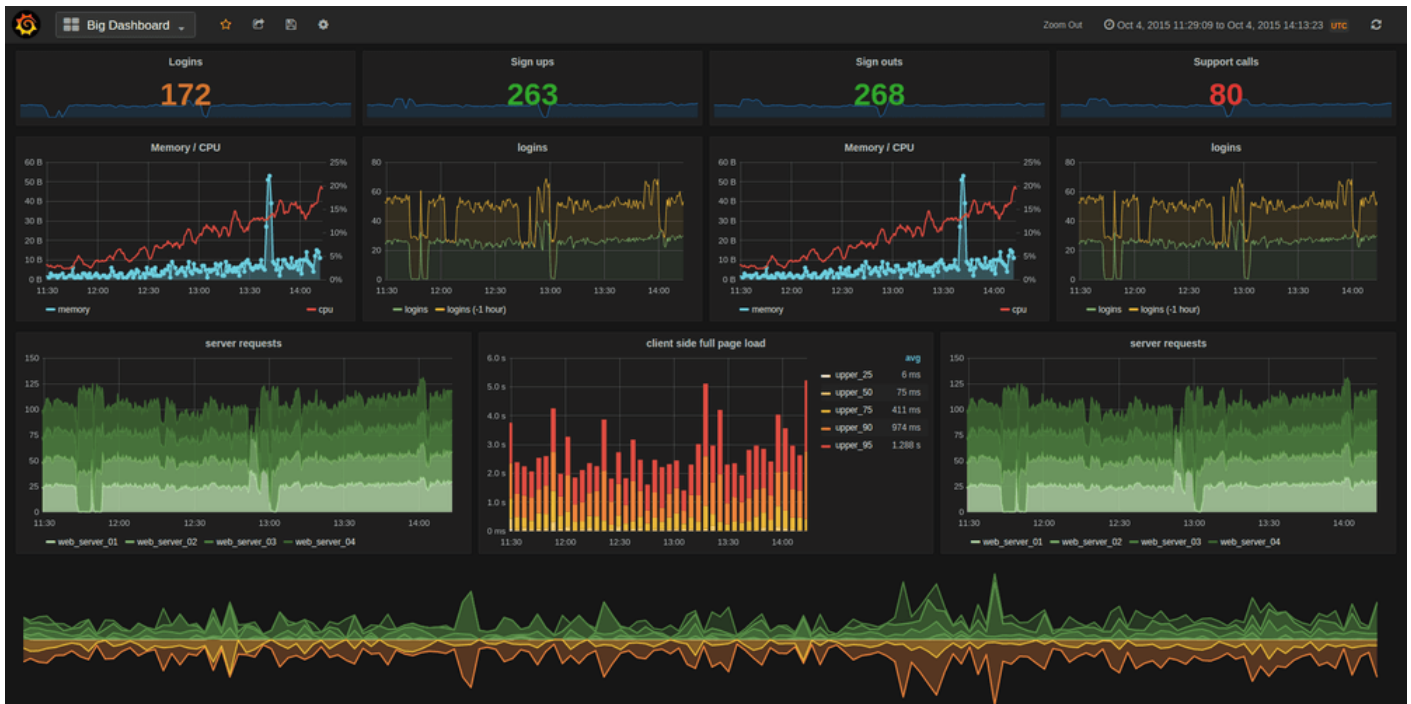 Big Dashboard
Zoom Out
Oct 4, 2015 11:29:09 to Oct 4, 2015 14:13:23 UTC
Logins
172
Sign ups
263
Sign outs
268
Support calls
80
Memory / CPU
60 B
50 B
40 B
30 B
20 B
10 B
0 B
25%
20%
15%
10%
5%
0%
11:30 12:00 12:30 13:00 13:30 14:00
memory cpu
logins
80
60
40
20
0
11:30 12:00 12:30 13:00 13:30 14:00
logins logins (-1 hour)
Memory / CPU
60 B
50 B
40 B
30 B
20 B
10 B
0 B
25%
20%
15%
10%
5%
0%
11:30 12:00 12:30 13:00 13:30 14:00
memory cpu
logins
80
60
40
20
0
11:30 12:00 12:30 13:00 13:30 14:00
logins logins (-1 hour)
server requests
150
125
100
75
50
25
0
11:30 12:00 12:30 13:00 13:30 14:00
web_server_01 web_server_02 web_server_03 web_server_04
client side full page load
6.0 s
5.0 s
4.0 s
3.0 s
2.0 s
1.0 s
0 ms
11:30 12:00 12:30 13:00 13:30 14:00
avg
upper_25 6 ms
upper_50 75 ms
upper_75 411 ms
upper_90 974 ms
upper_95 1.288 s
server requests
150
125
100
75
50
25
0
11:30 12:00 12:30 13:00 13:30 14:00
web_server_01 web_server_02 web_server_03 web_server_04